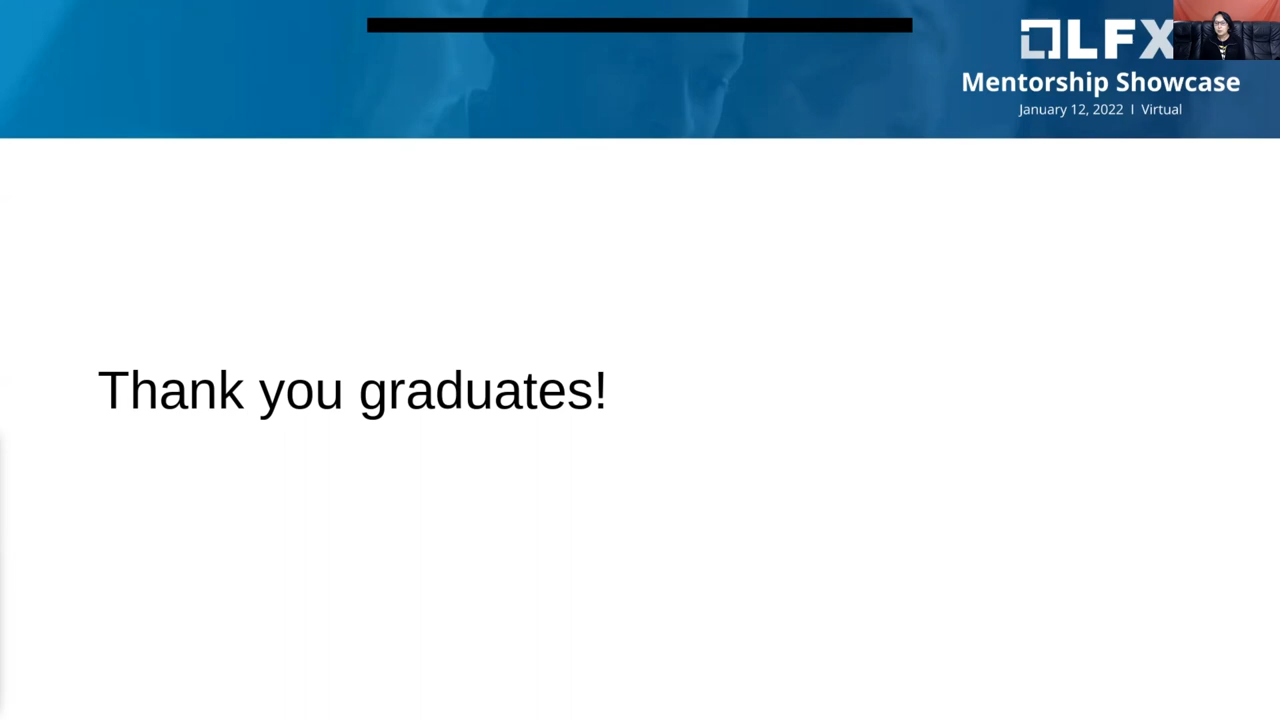 LFX
Mentorship Showcase
January 12, 2022 | Virtual
Thank you graduates!